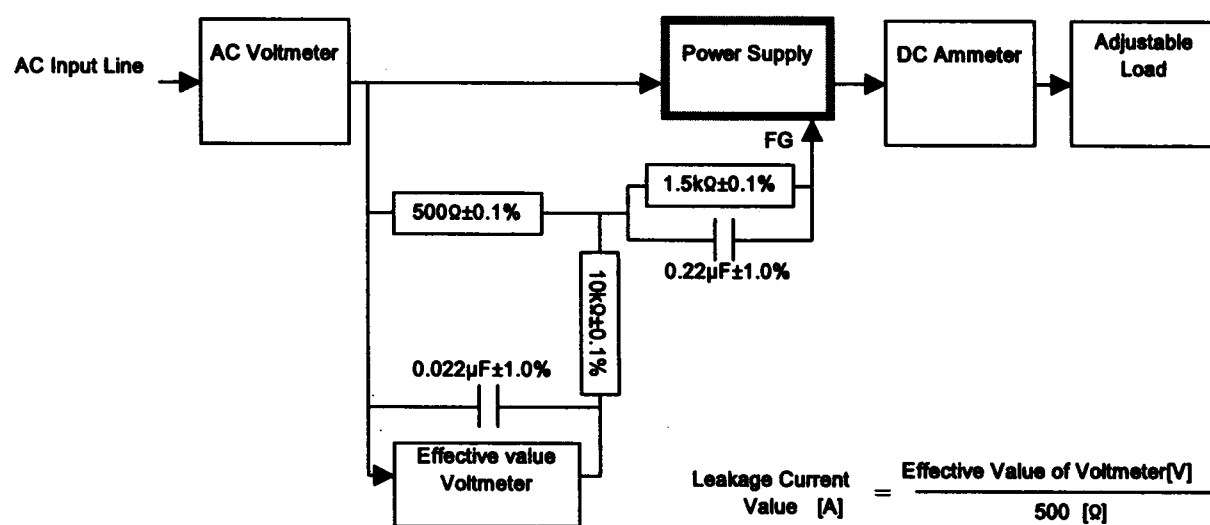 AC Input Line
AC Voltmeter
Power Supply
DC Ammeter
Adjustable
Load
FG
500Ω±0.1%
1.5kΩ±0.1%
0.22µF±1.0%
10kΩ±0.1%
0.022µF±1.0%
Effective value
Voltmeter
Leakage Current
Value [A]
=
Effective Value of Voltmeter[V]
500 [Ω]